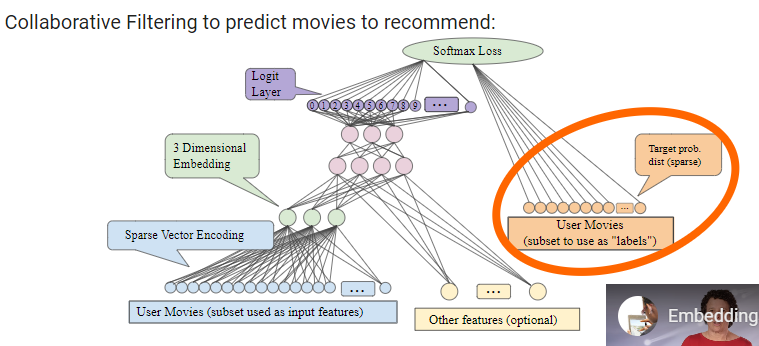 Collaborative Filtering to predict movies to recommend:
Softmax Loss
Logit
Layer
0 1 2 3 4 5 6 7 8 9 ...
3 Dimensional
Embedding
Target prob.
dist (sparse)
...
User Movies
(subset to use as "labels")
Sparse Vector Encoding
...
...
User Movies (subset used as input features)
Other features (optional)
Embedding